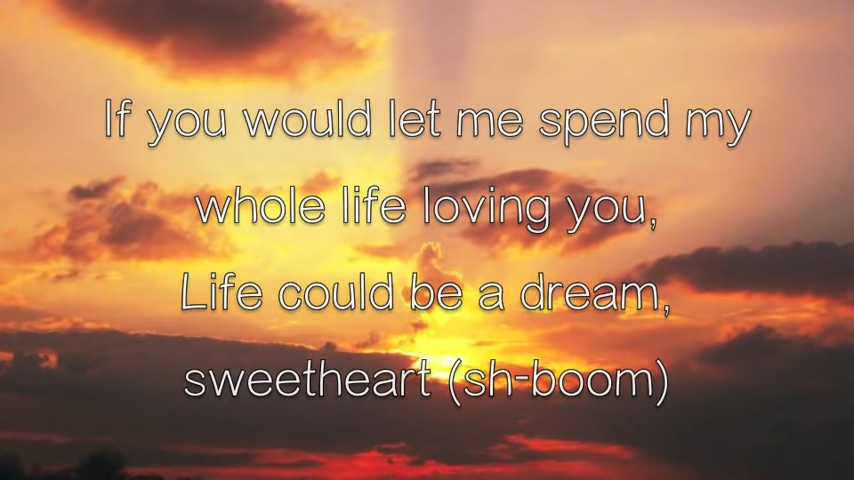 If you would let me spend my
whole life loving you,
Life could be a dream,
sweetheart (sh-boom)